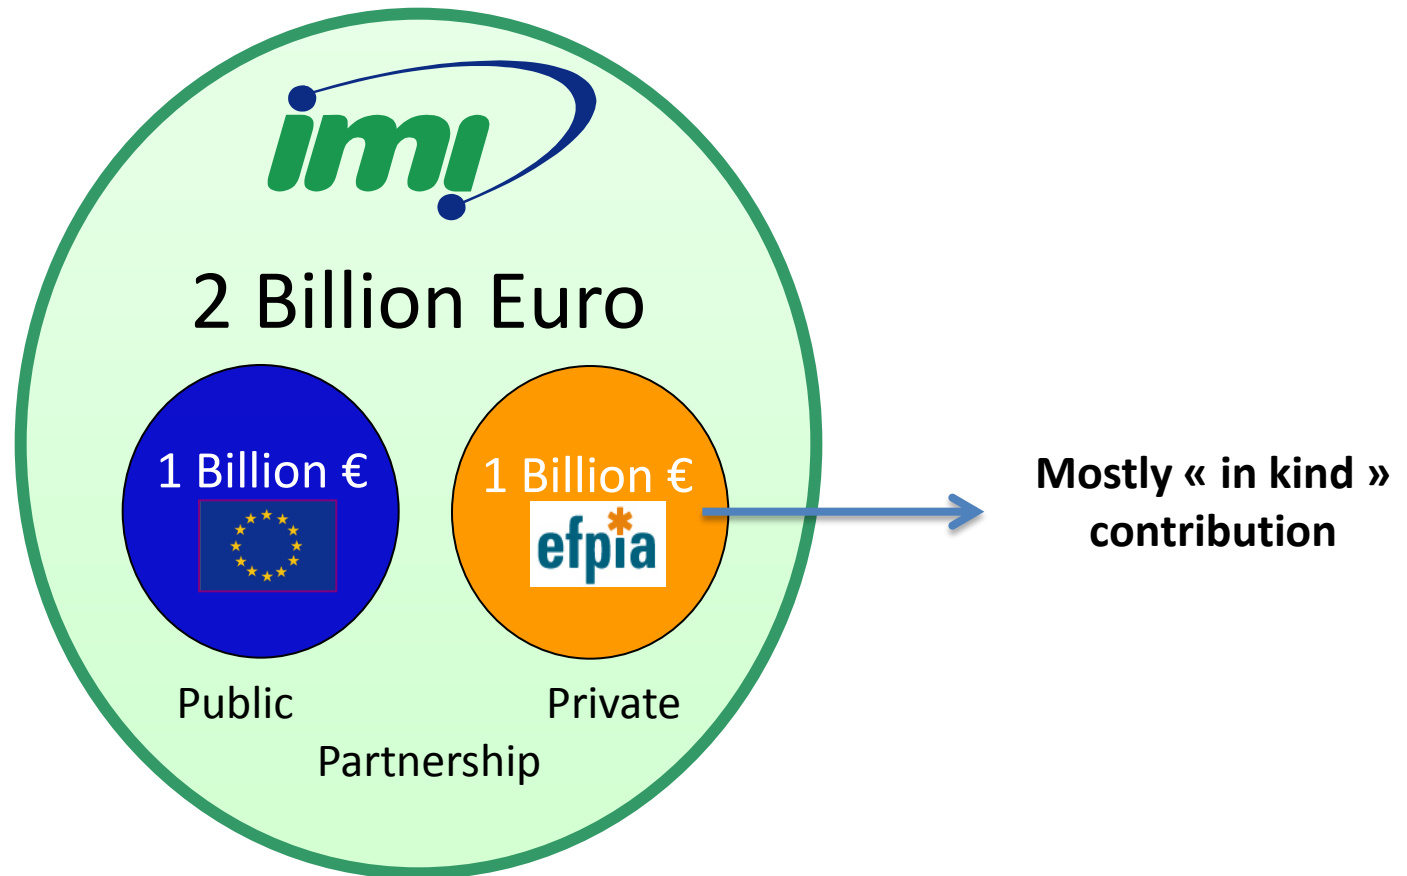 imi
2 Billion Euro
1 Billion €
1 Billion €
efpia
Mostly « in kind »
contribution
Public
Private
Partnership